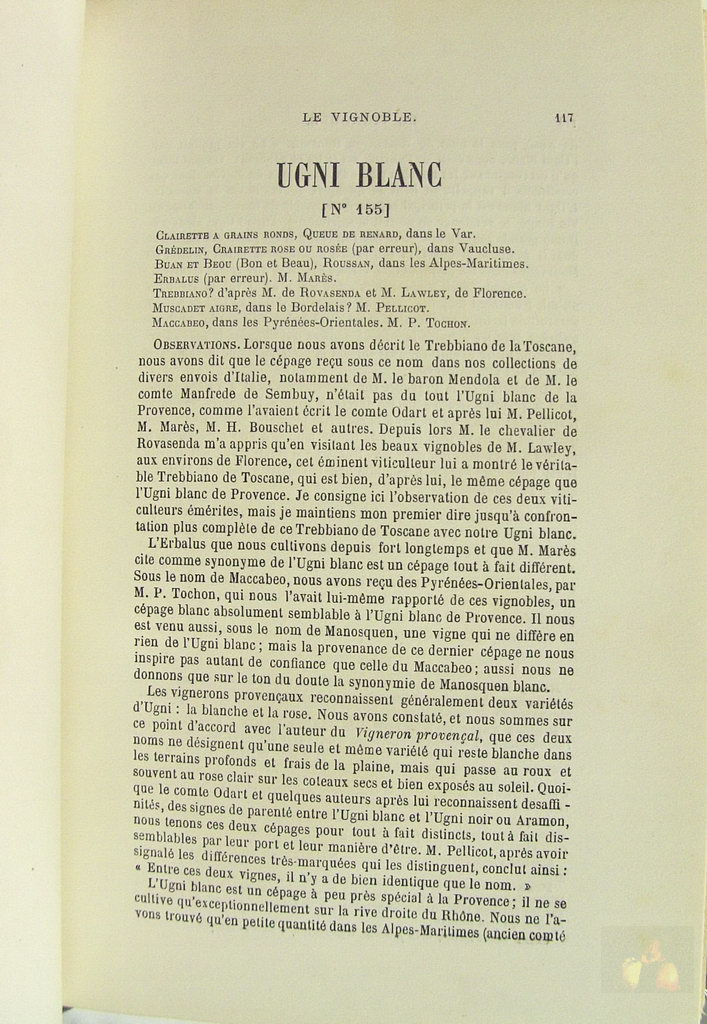 LE VIGNOBLE. 117
UGNI BLANC
[N° 155]
CLAIRETTE A GRAINS RONDS, QUEUE DE RENARD, dans le Var.
GRÉDELIN, CRAIRETTE ROSE OU ROSÉE (par erreur), dans Vaucluse.
BUAN ET BEOU (Bon et Beau), ROUSSAN, dans les Alpes-Maritimes.
ERBALUS (par erreur). M. MARÈS.
TREBBIANO? d'après M. de ROVASENDA et M. LAWLEY, de Florence.
MUSCADET AIGRE, dans le Bordelais? M. PELLICOT.
MACCABEO, dans les Pyrénées-Orientales. M. P. TOCHON.
OBSERVATIONS. Lorsque nous avons décrit le Trebbiano de la Toscane,
nous avons dit que le cépage reçu sous ce nom dans nos collections de
divers envois d'Italie, notamment de M. le baron Mendola et de M. le
comte Manfrede de Sembuy, n'était pas du tout l'Ugni blanc de la
Provence, comme l'avaient écrit le comte Odart et après lui M. Pellicot,
M. Marès, M. H. Bouschet et autres. Depuis lors M. le chevalier de
Rovasenda m'a appris qu'en visitant les beaux vignobles de M. Lawley,
aux environs de Florence, cet éminent viticulteur lui a montré le vérita-
ble Trebbiano de Toscane, qui est bien, d'après lui, le même cépage que
l'Ugni blanc de Provence. Je consigne ici l'observation de ces deux viti-
culteurs émérites, mais je maintiens mon premier dire jusqu'à confron-
tation plus complète de ce Trebbiano de Toscane avec notre Ugni blanc.
L'Erbalus que nous cultivons depuis fort longtemps et que M. Marès
cite comme synonyme de l'Ugni blanc est un cépage tout à fait différent.
Sous le nom de Maccabeo, nous avons reçu des Pyrénées-Orientales, par
M. P. Tochon, qui nous l'avait lui-même rapporté de ces vignobles, un
cépage blanc absolument semblable à l'Ugni blanc de Provence. Il nous
est venu aussi, sous le nom de Manosquen, une vigne qui ne diffère en
rien de l'Ugni blanc; mais la provenance de ce dernier cépage ne nous
inspire pas autant de confiance que celle du Maccabeo; aussi nous ne
donnons que sur le ton du doute la synonymie de Manosquen blanc.
Les vignerons provençaux reconnaissent généralement deux variétés
d'Ugni : la blanche et la rose. Nous avons constaté, et nous sommes sur
ce point d'accord avec l'auteur du Vigneron provençal, que ces deux
noms ne désignent qu'une seule et même variété qui reste blanche dans
les terrains profonds et frais de la plaine, mais qui passe au roux et
souvent au rose clair sur les coteaux secs et bien exposés au soleil. Quoi-
que le comte Odart et quelques auteurs après lui reconnaissent des affi-
nités, des signes de parenté entre l'Ugni blanc et l'Ugni noir ou Aramon,
nous tenons ces deux cépages pour tout à fait distincts, tout à fait dis-
semblables par leur port et leur manière d'être. M. Pellicot, après avoir
signalé les différences très-marquées qui les distinguent, conclut ainsi :
« Entre ces deux vignes, il n'y a de bien identique que le nom. »
L'Ugni blanc est un cépage à peu près spécial à la Provence; il ne se
cultive qu'exceptionnellement sur la rive droite du Rhône. Nous ne l'a-
vons trouvé qu'en petite quantité dans les Alpes-Maritimes (ancien comté